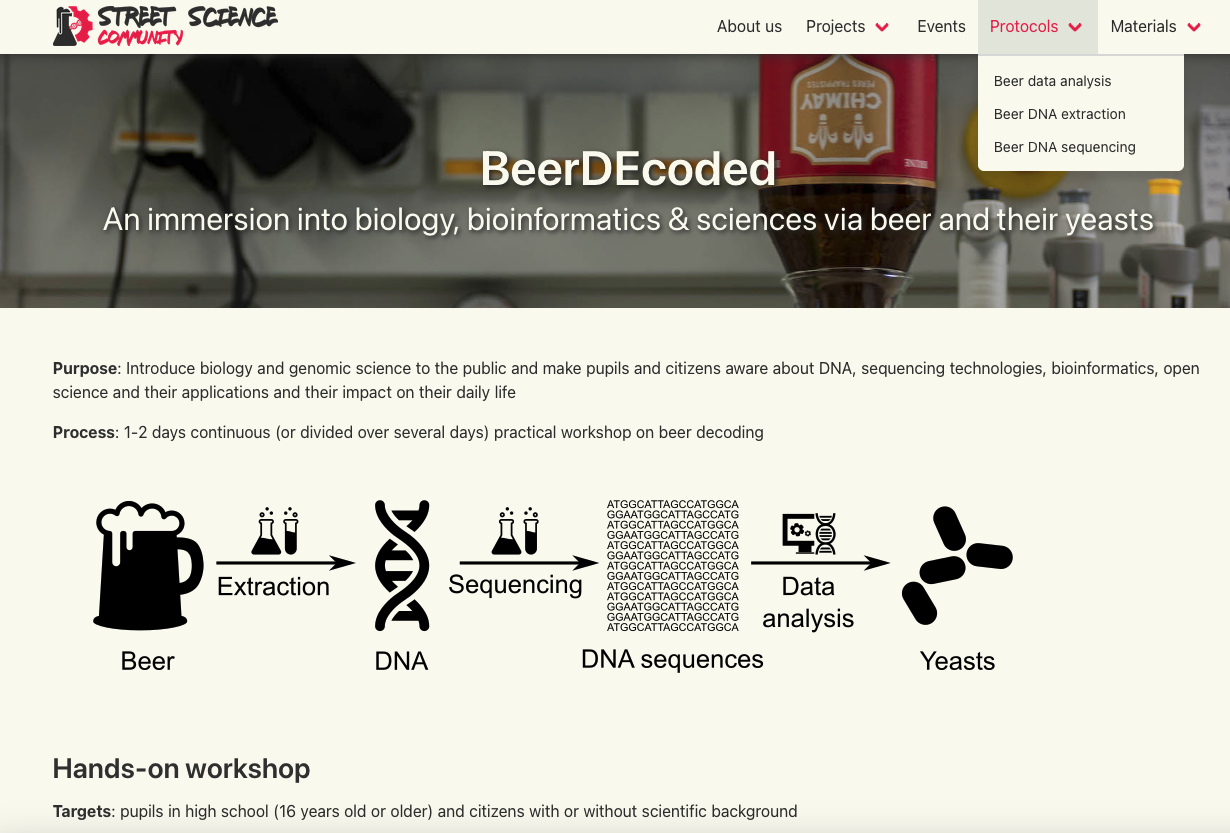 STREET SCIENCE
COMMUNITY
About us
Projects
Events
Protocols
Materials
Beer data analysis
Beer DNA extraction
Beer DNA sequencing
CHIMAY
PERES TRAPPISTES
BeerDEcoded
An immersion into biology, bioinformatics & sciences via beer and their yeasts
Purpose: Introduce biology and genomic science to the public and make pupils and citizens aware about DNA, sequencing technologies, bioinformatics, open
science and their applications and their impact on their daily life
Process: 1-2 days continuous (or divided over several days) practical workshop on beer decoding
ATGGCATTAGCCATGGCA
GGAATGGCATTAGCCATG
ATGGCATTAGCCATGGCA
GGAATGGCATTAGCCATG
ATGGCATTAGCCATGGCA
GGAATGGCATTAGCCATG
ATGGCATTAGCCATGGCA
GGAATGGCATTAGCCATG
ATGGCATTAGCCATGGCA
ATGGCATTAGCCATGGCA
GGAATGGCATTAGCCATG
GGAATGGCATTAGCCATG
ATGGCATTAGCCATGGCA
Extraction
Sequencing
Data
analysis
Beer
DNA
DNA sequences
Yeasts
Hands-on workshop
Targets: pupils in high school (16 years old or older) and citizens with or without scientific background